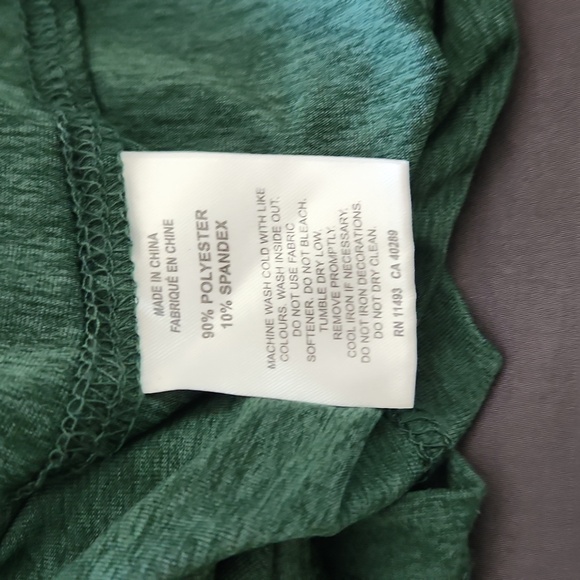 MADE IN CHINA
FABRIQUÉ EN CHINE
90% POLYESTER
10% SPANDEX
MACHINE WASH COLD WITH LIKE
COLOURS. WASH INSIDE OUT.
DO NOT USE FABRIC
SOFTENER. DO NOT BLEACH.
TUMBLE DRY LOW.
REMOVE PROMPTLY.
COOL IRON IF NECESSARY.
DO NOT IRON DECORATIONS.
DO NOT DRY CLEAN.
RN 11493 CA 40289